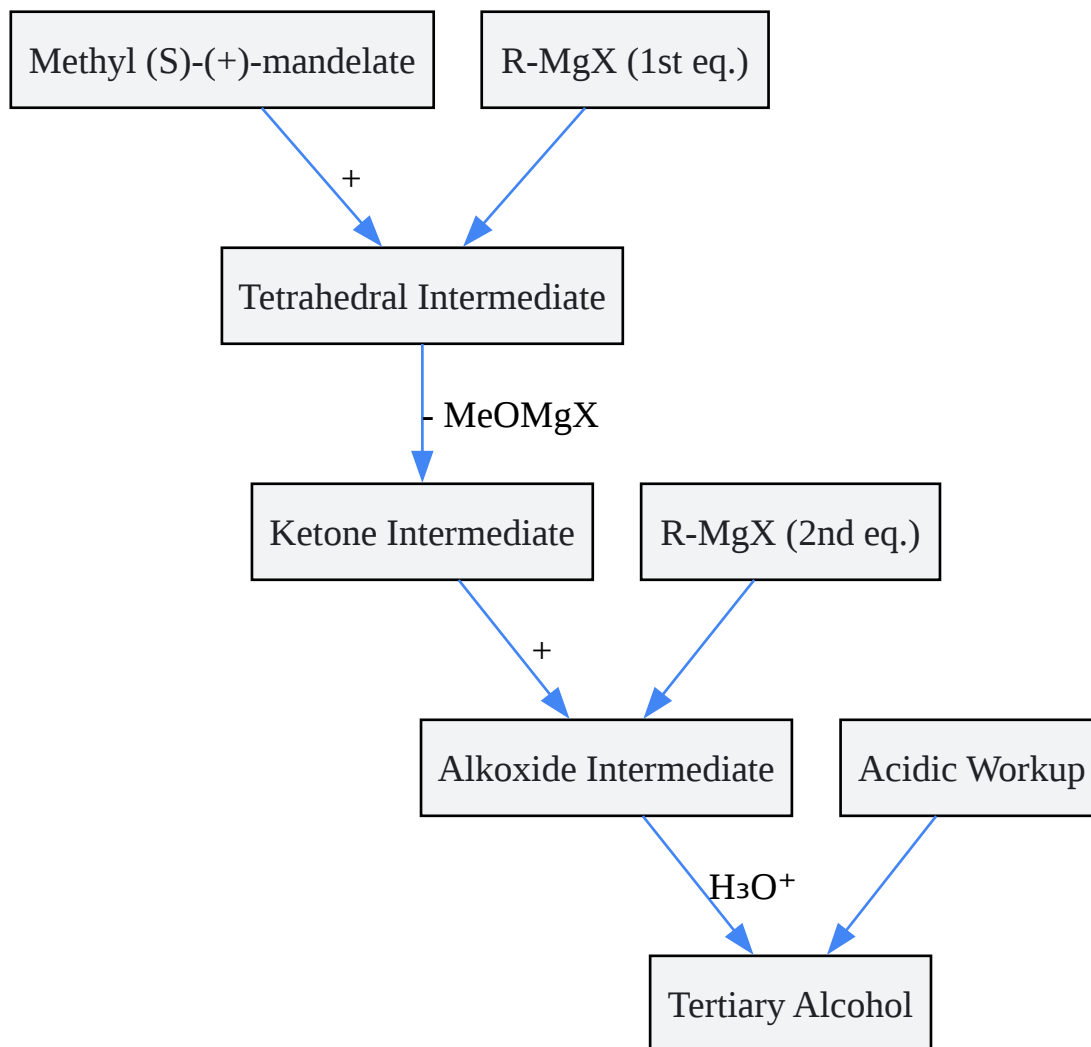 Methyl (S)-(+)-mandelate
R-MgX (1st eq.)
+
Tetrahedral Intermediate
- MeOMgX
Ketone Intermediate
R-MgX (2nd eq.)
+
Alkoxide Intermediate
Acidic Workup
H₃O⁺
Tertiary Alcohol